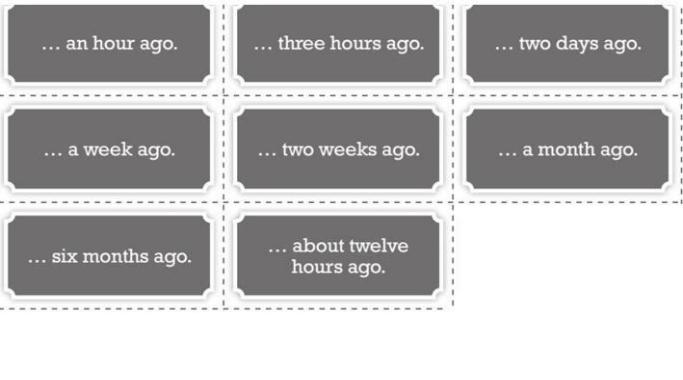 … an hour ago.
… three hours ago.
… two days ago.
… a week ago.
… two weeks ago.
… a month ago.
… six months ago.
… about twelve
hours ago.